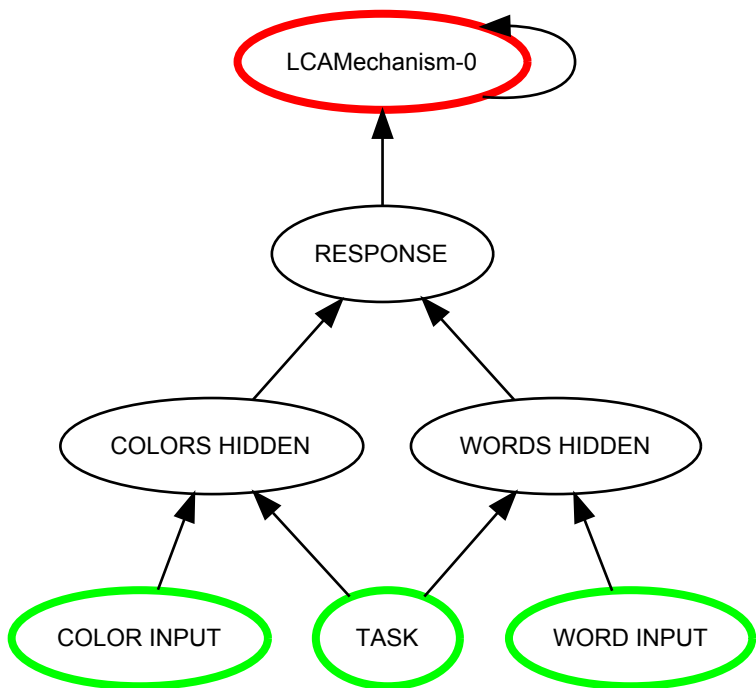 LCAMechanism-0
RESPONSE
COLORS HIDDEN
WORDS HIDDEN
COLOR INPUT
TASK
WORD INPUT